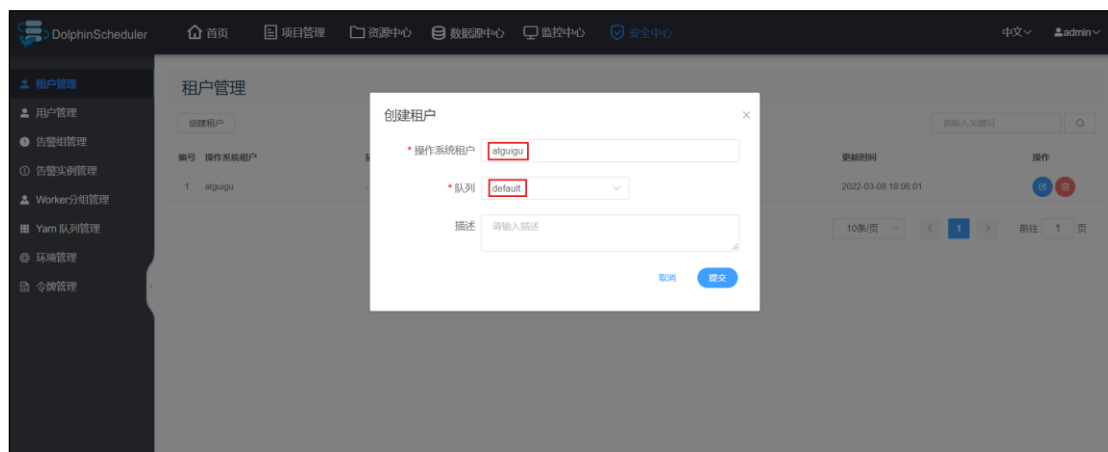 DolphinScheduler 首页 项目管理 资源中心 数据源中心 监控中心 安全中心 中文 admin
租户管理
用户管理
告警组管理
告警实例管理
Worker分组管理
Yarn 队列管理
环境管理
令牌管理
租户管理
创建租户 请输入关键词
编号 操作系统租户 更新时间 操作
1 atguigu 2022-03-08 18:06:01
10条/页 1 前往 1 页
创建租户
* 操作系统租户 atguigu
* 队列 default
描述 请输入描述
取消 提交